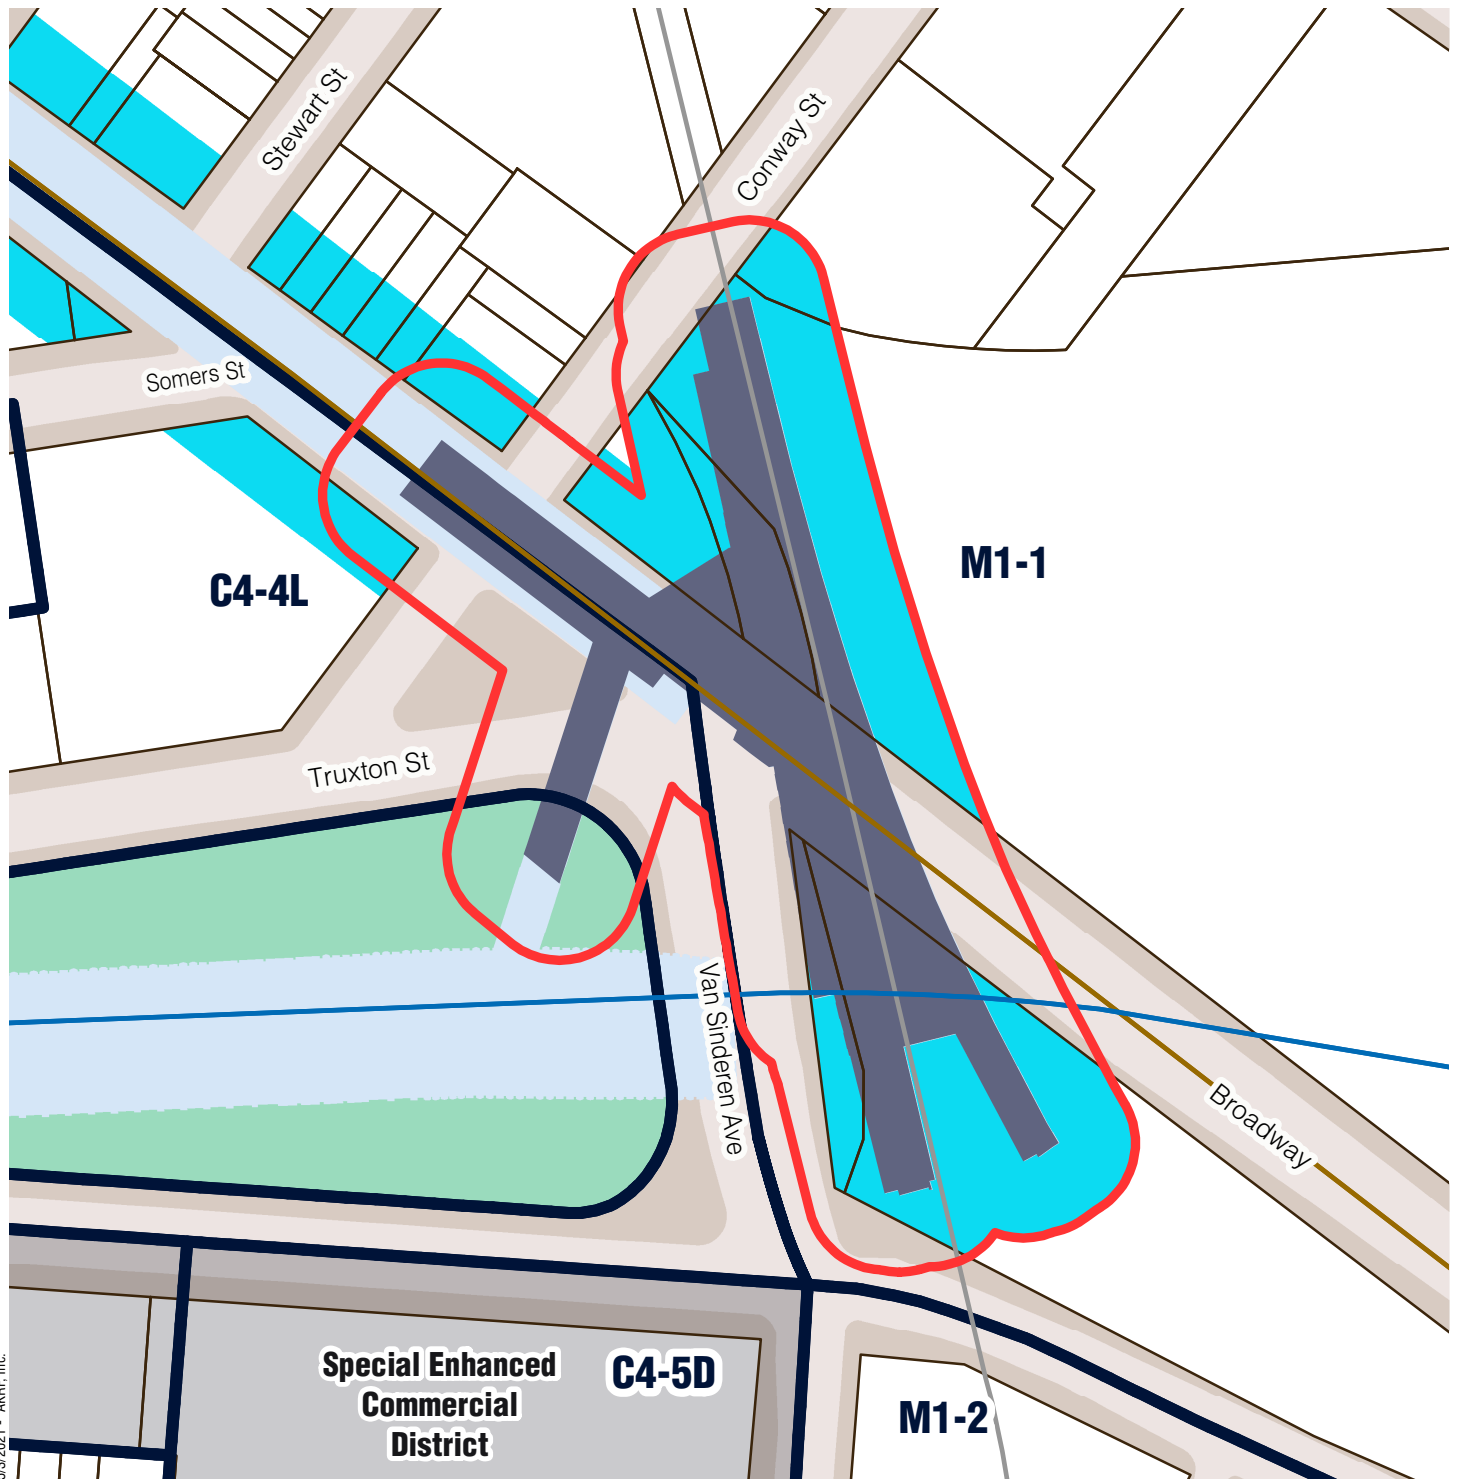 Stewart St
Conway St
Somers St
M1-1
C4-4L
Truxton St
Van Sinderen Ave
Broadway
Special Enhanced
Commercial
District
C4-5D
M1-2